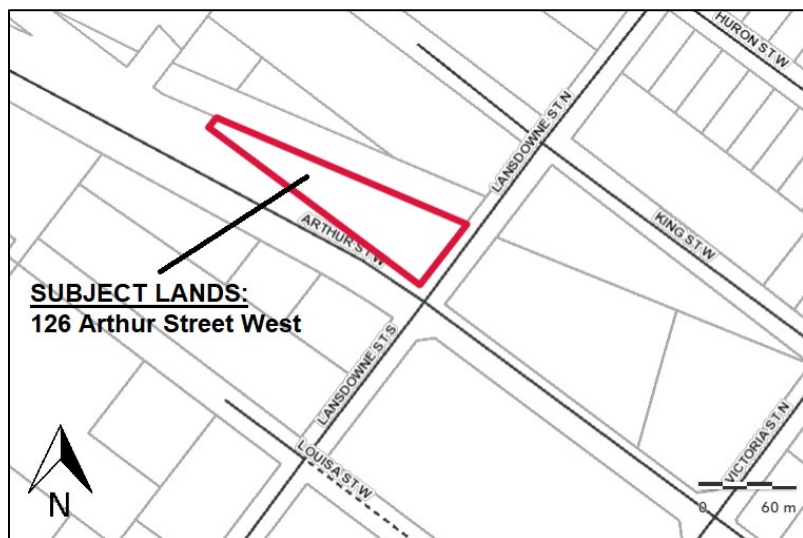 HURON ST W
LANSDOWNE ST N
KING ST W
ARTHUR ST W
SUBJECT LANDS:
126 Arthur Street West
LANSDOWNE ST S
VICTORIA ST N
LOUISA ST W
N
0 60 m